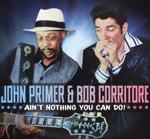 JOHN PRIMER & BOB CORRITORE
AIN'T NOTHING YOU CAN DO!